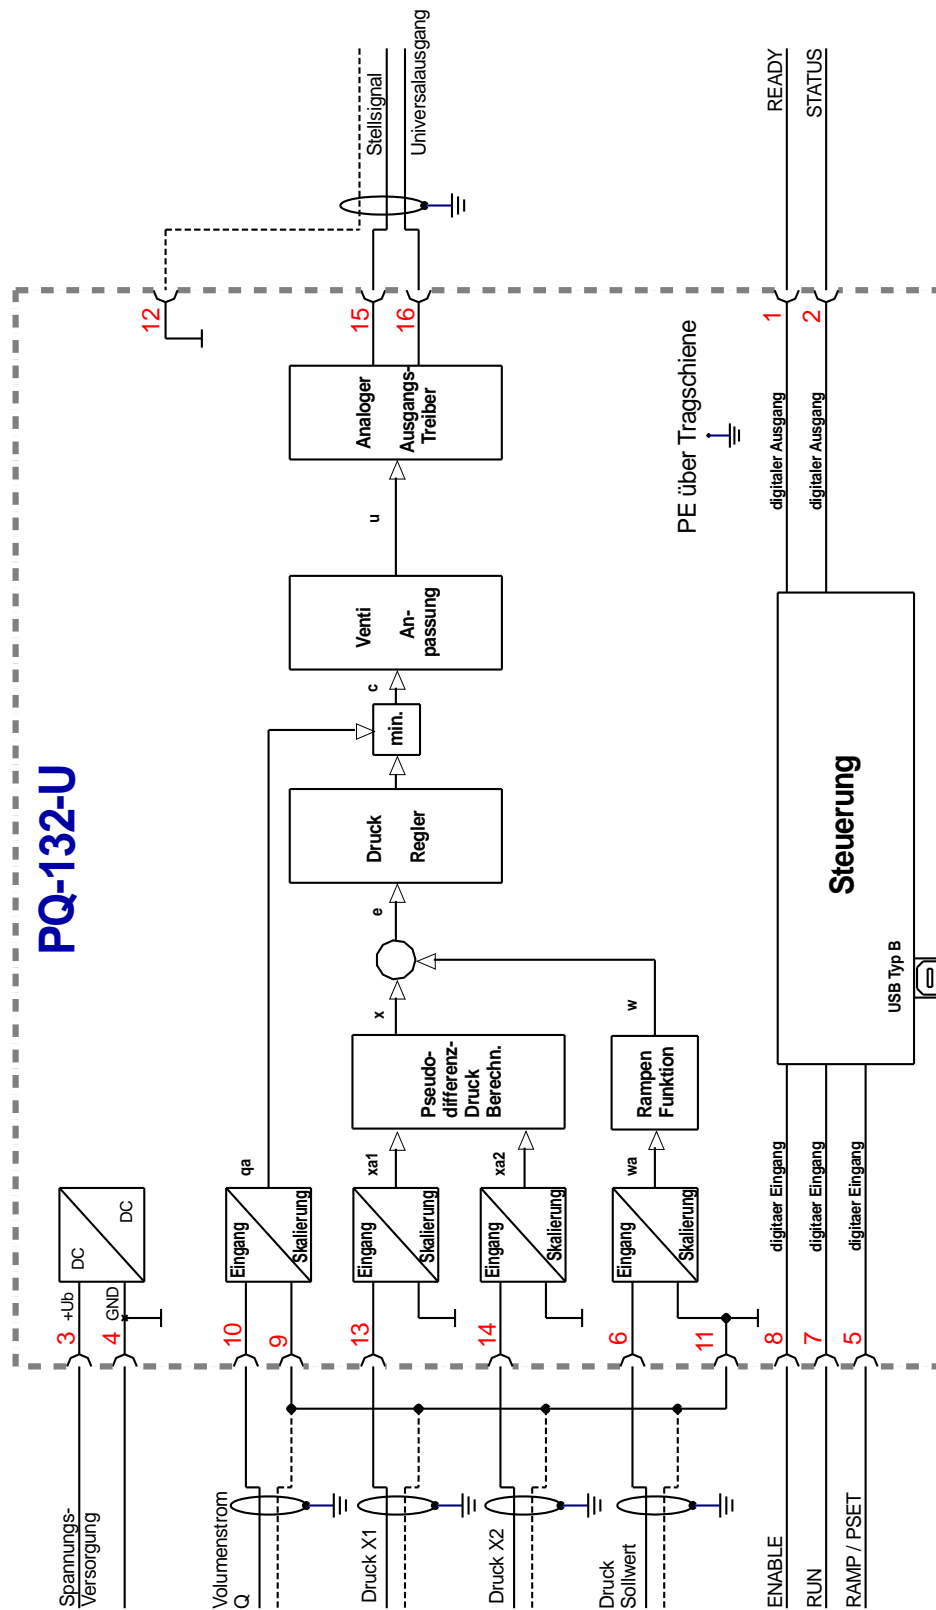 PQ-132-U
Spannungs-
Versorgung
3
+Ub
4
GND
DC
DC
12
Volumenstrom
Q
10
9
Eingang
Skalierung
qa
Druck X1
13
Eingang
Skalierung
xa1
Druck X2
14
Eingang
Skalierung
xa2
Pseudo-
differenz-
Druck
Berechn.
x
e
Druck
Regler
min.
c
Venti
An-
passung
u
Analoger
Ausgangs-
Treiber
15
16
Stellsignal
Universalausgang
Druck
Sollwert
6
11
Eingang
Skalierung
wa
Rampen
Funktion
w
PE über Tragschiene
ENABLE
8
digitaer Eingang
RUN
7
digitaer Eingang
RAMP / PSET
5
digitaer Eingang
USB Typ B
Steuerung
digitaler Ausgang
1
READY
digitaler Ausgang
2
STATUS